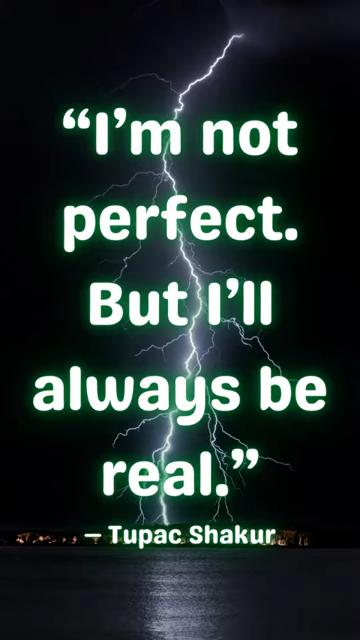 “I’m not
perfect.
But I’ll
always be
real.”
– Tupac Shakur